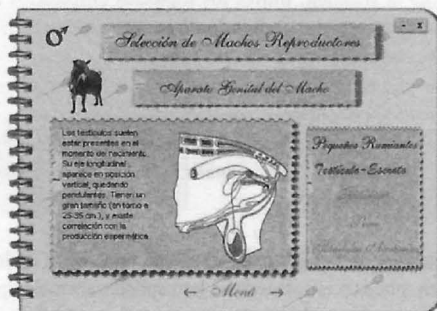 Selección de Machos Reproductores
Aparato Genital del Macho
Los testículos suelen
estar presentes en el
momento del nacimiento.
Su eje longitudinal
aparece en posición
vertical, quedando
pendulantes. Tienen un
gran tamaño (en torno a
25-35 cm.), y existe
correlación con la
producción espermática
Pequeños Rumiantes
Testículo-Escroto
Menú
- x